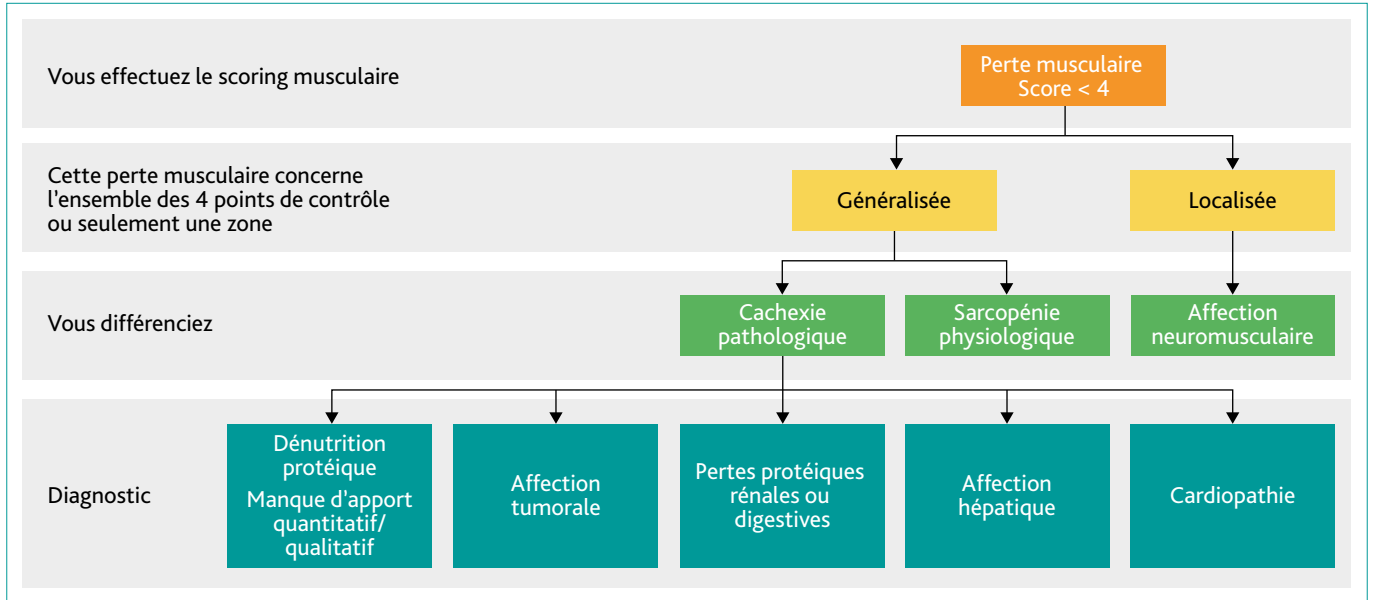 Vous effectuez le scoring musculaire
Perte musculaire
Score < 4
Cette perte musculaire concerne
l'ensemble des 4 points de contrôle
ou seulement une zone
Généralisée
Localisée
Vous différenciez
Cachexie
pathologique
Sarcopénie
physiologique
Affection
neuromusculaire
Diagnostic
Dénutrition
protéique
Manque d'apport
quantitatif/
qualitatif
Affection
tumorale
Pertes protéiques
rénales ou
digestives
Affection
hépatique
Cardiopathie